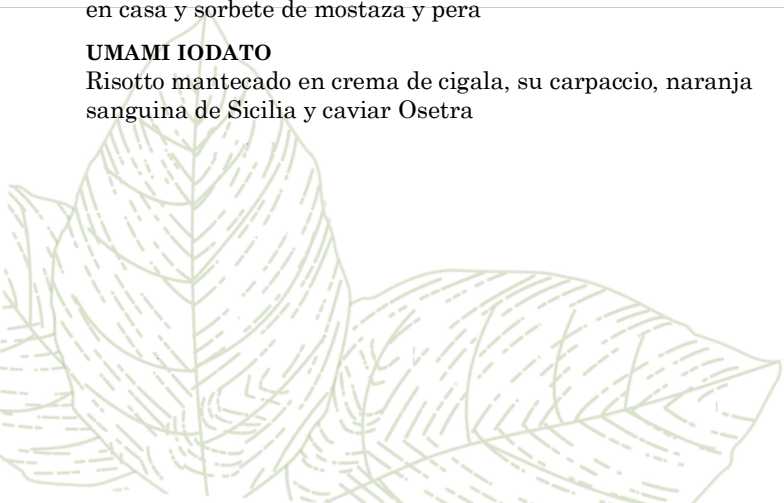 en casa y sorbete de mostaza y pera
UMAMI IODATO
Risotto mantecado en crema de cigala, su carpaccio, naranja
sanguina de Sicilia y caviar Osetra